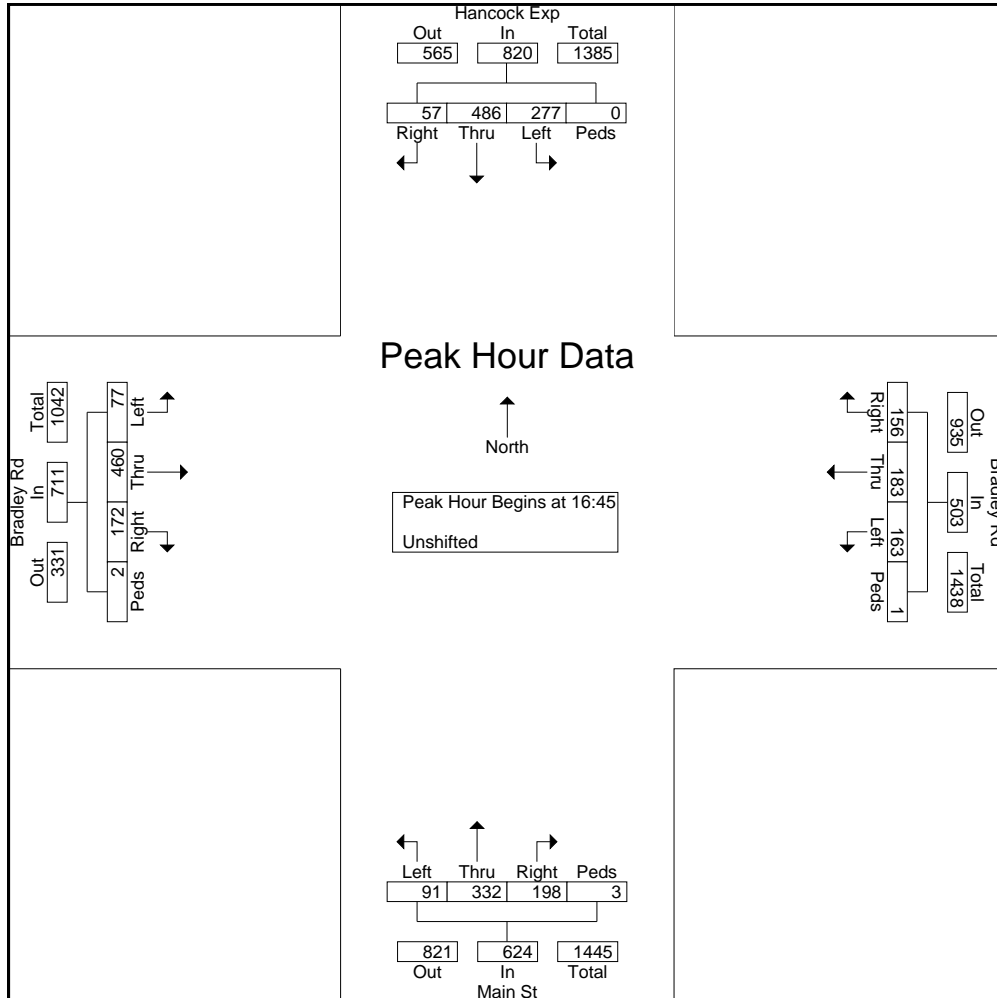 Hancock Exp
Out In Total
565 820 1385
57 486 277 0
Right Thru Left Peds
Peak Hour Data
North
Peak Hour Begins at 16:45
Unshifted
Bradley Rd
Total In Out
1042 711 331
77 460 172 2
Left Thru Right Peds
Right Thru Left Peds
156 183 163 1
935 503 1438
Out In Total
Bradley Rd
Left Thru Right Peds
91 332 198 3
821 624 1445
Out In Total
Main St